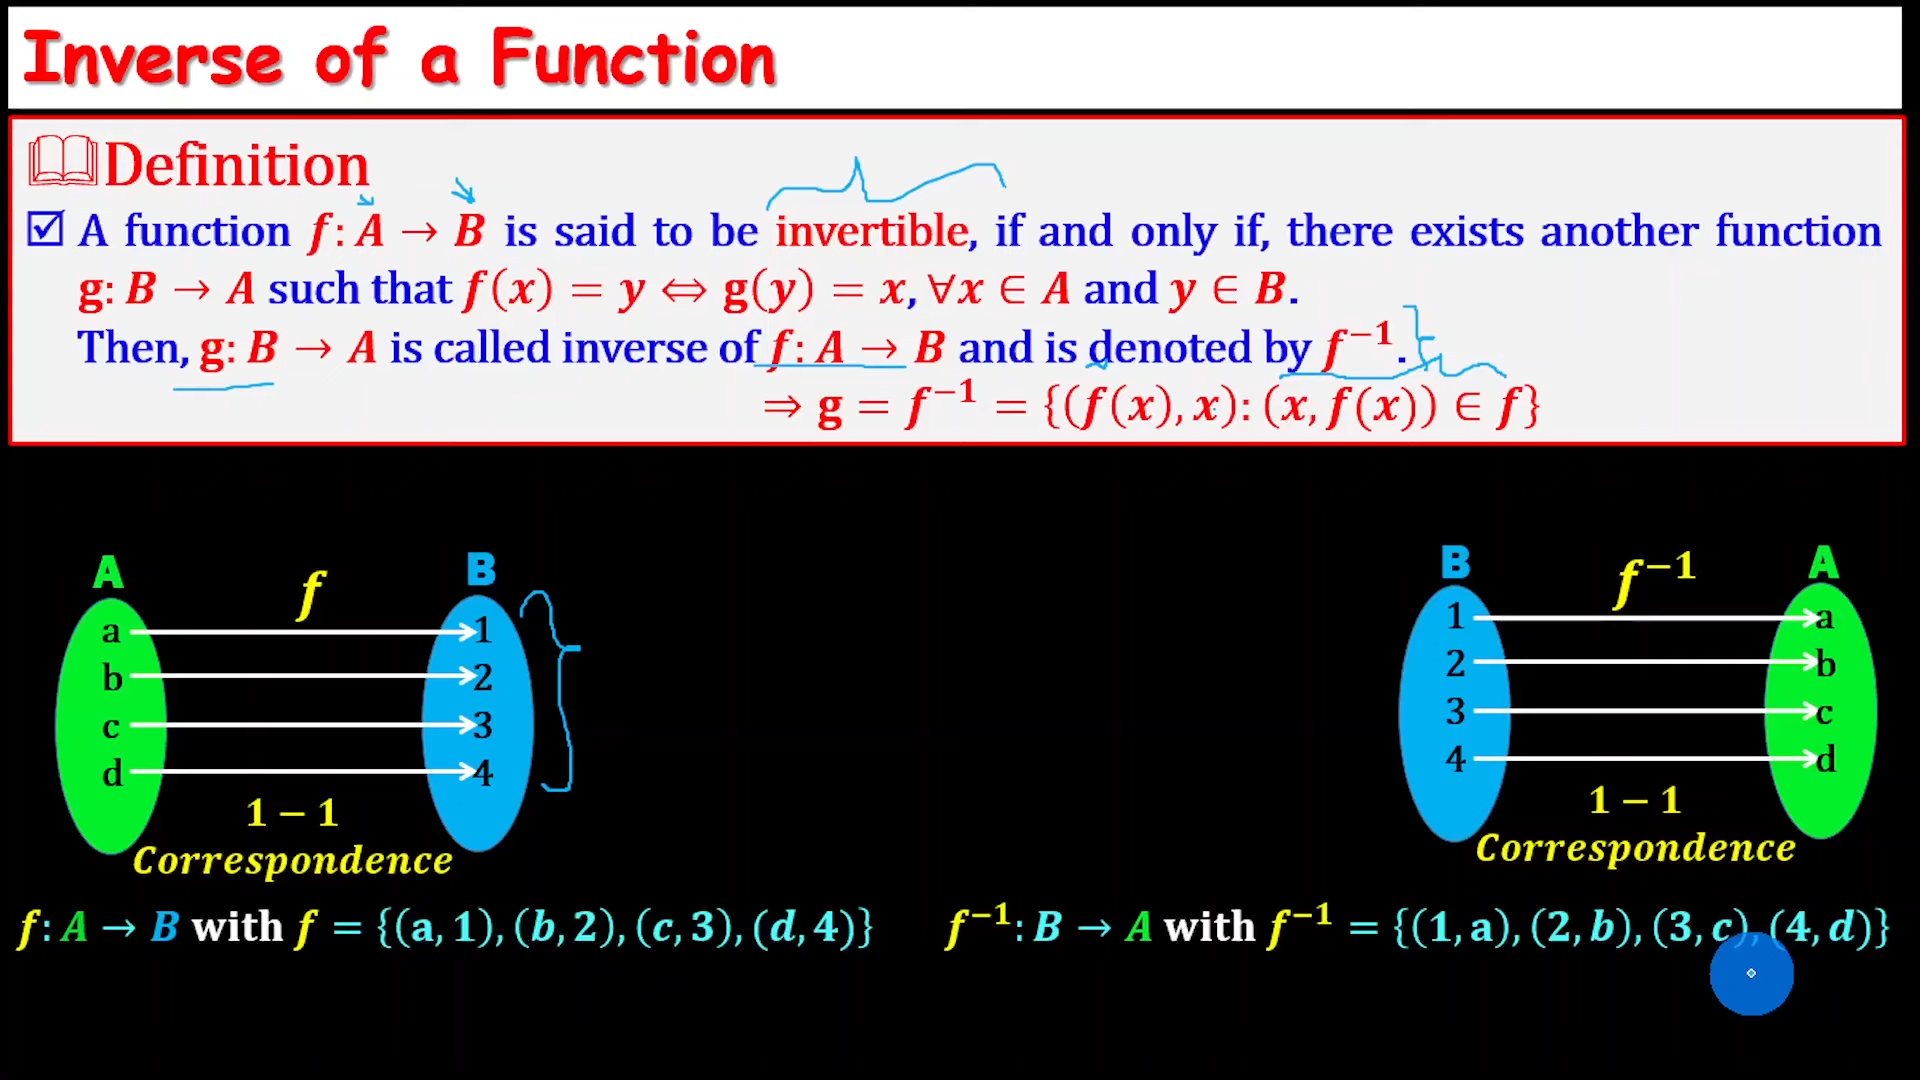 Inverse of a Function
Definition
A function f: A → B is said to be invertible, if and only if, there exists another function
g: B → A such that f(x) = y ⇔ g(y) = x, ∀x ∈ A and y ∈ B.
Then, g: B → A is called inverse of f: A → B and is denoted by f⁻¹.
⇒ g = f⁻¹ = {(f(x), x): (x, f(x)) ∈ f}
A f B
a 1
b 2
c 3
d 4
1 − 1
Correspondence
f: A → B with f = {(a, 1), (b, 2), (c, 3), (d, 4)}
B f⁻¹ A
1 a
2 b
3 c
4 d
1 − 1
Correspondence
f⁻¹: B → A with f⁻¹ = {(1, a), (2, b), (3, c), (4, d)}